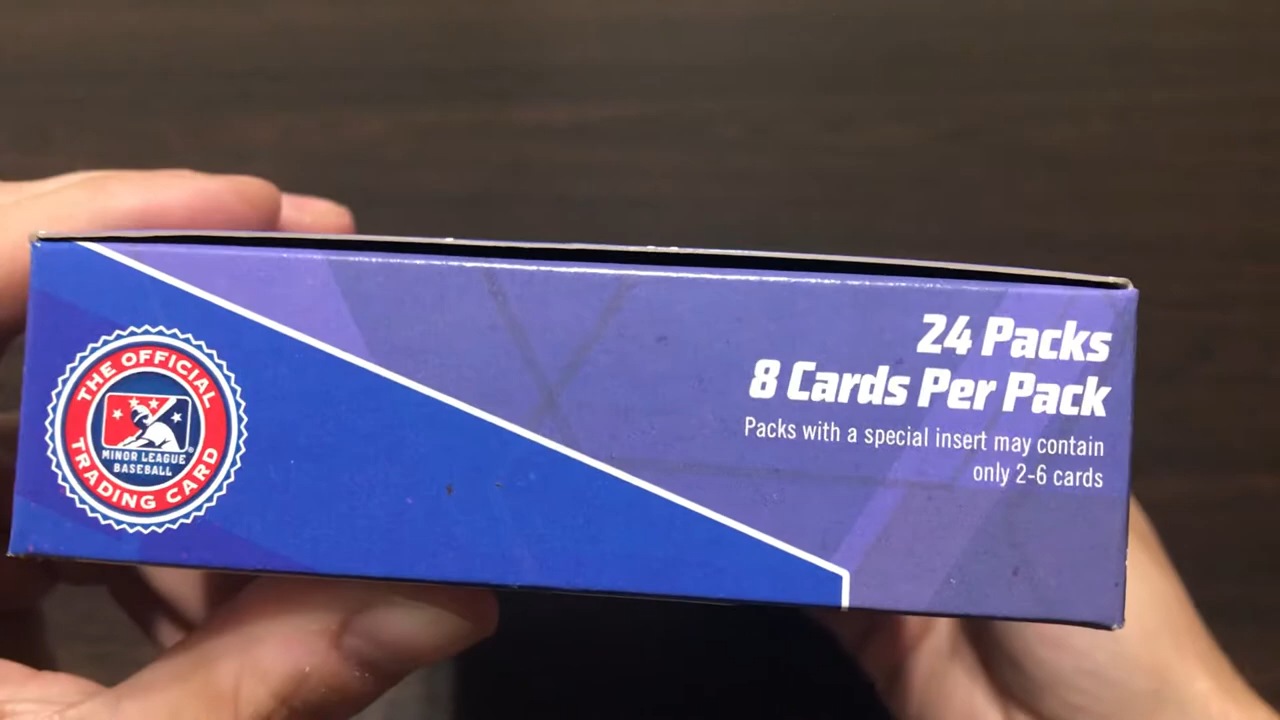 THE OFFICIAL
MINOR LEAGUE
BASEBALL
TRADING CARD
24 Packs
8 Cards Per Pack
Packs with a special insert may contain
only 2-6 cards